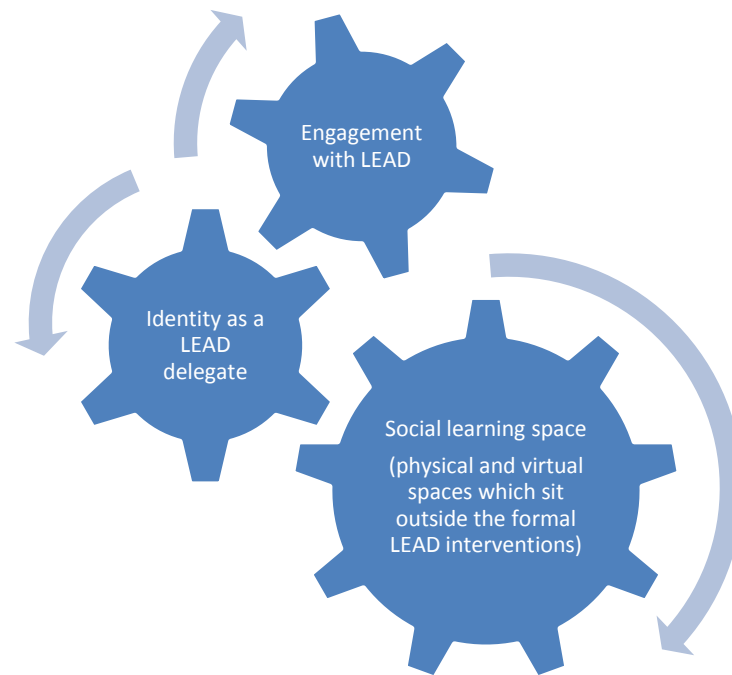 Engagement
with LEAD
Identity as a
LEAD
delegate
Social learning space
(physical and virtual
spaces which sit
outside the formal
LEAD interventions)